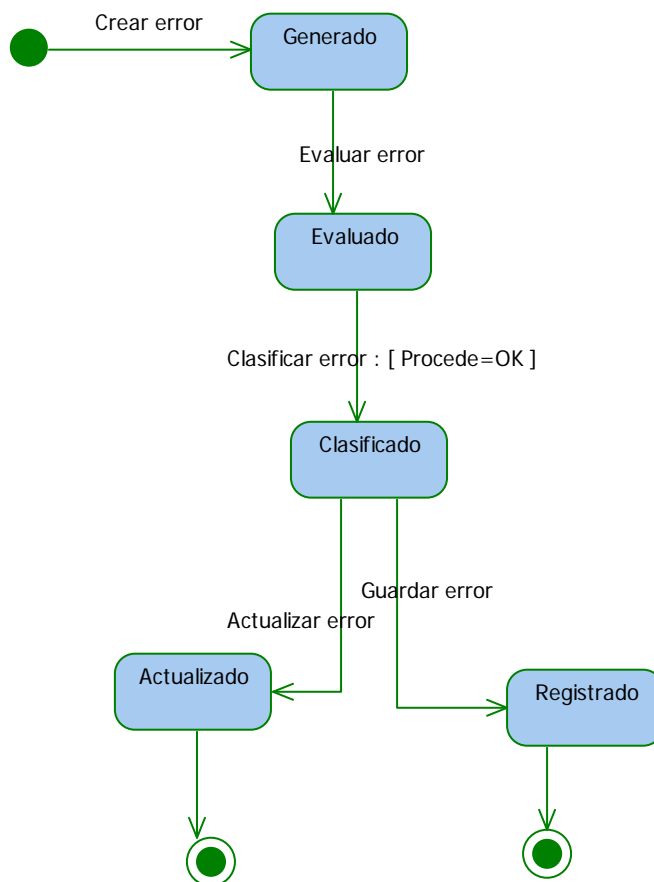 Crear error
Generado
Evaluar error
Evaluado
Clasificar error : [ Procede=OK ]
Clasificado
Guardar error
Actualizar error
Actualizado
Registrado